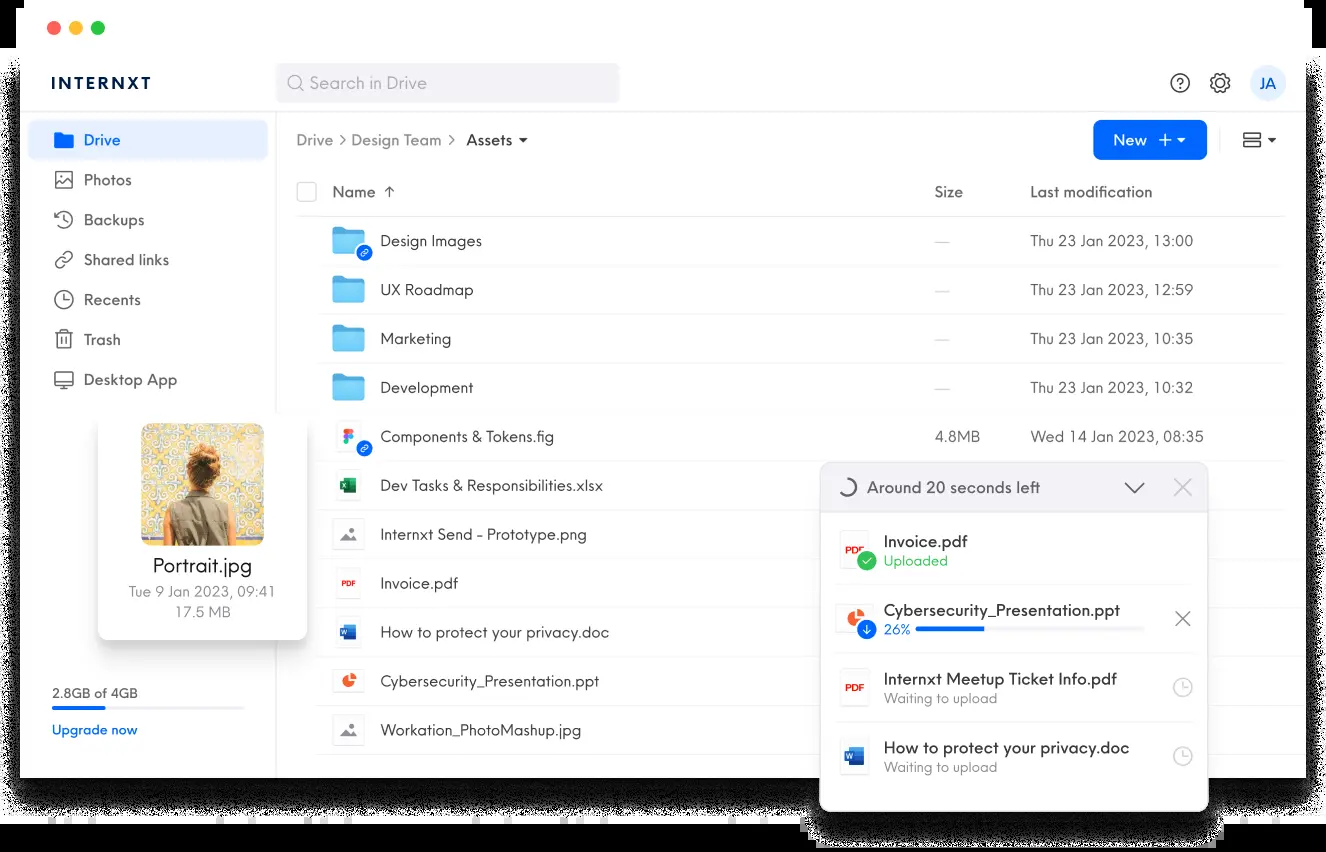 INTERNXT
Search in Drive
JA
Drive
Photos
Backups
Shared links
Recents
Trash
Desktop App
Portrait.jpg
Tue 9 Jan 2023, 09:41
17.5 MB
2.8GB of 4GB
Upgrade now
Drive > Design Team > Assets
New +
Name ↑ Size Last modification
Design Images — Thu 23 Jan 2023, 13:00
UX Roadmap — Thu 23 Jan 2023, 12:59
Marketing — Thu 23 Jan 2023, 10:35
Development — Thu 23 Jan 2023, 10:32
Components & Tokens.fig 4.8MB Wed 14 Jan 2023, 08:35
Dev Tasks & Responsibilities.xlsx
Internxt Send - Prototype.png
PDF Invoice.pdf
W How to protect your privacy.doc
Cybersecurity_Presentation.ppt
Workation_PhotoMashup.jpg
Around 20 seconds left
PDF Invoice.pdf
Uploaded
Cybersecurity_Presentation.ppt
26%
PDF Internxt Meetup Ticket Info.pdf
Waiting to upload
W How to protect your privacy.doc
Waiting to upload